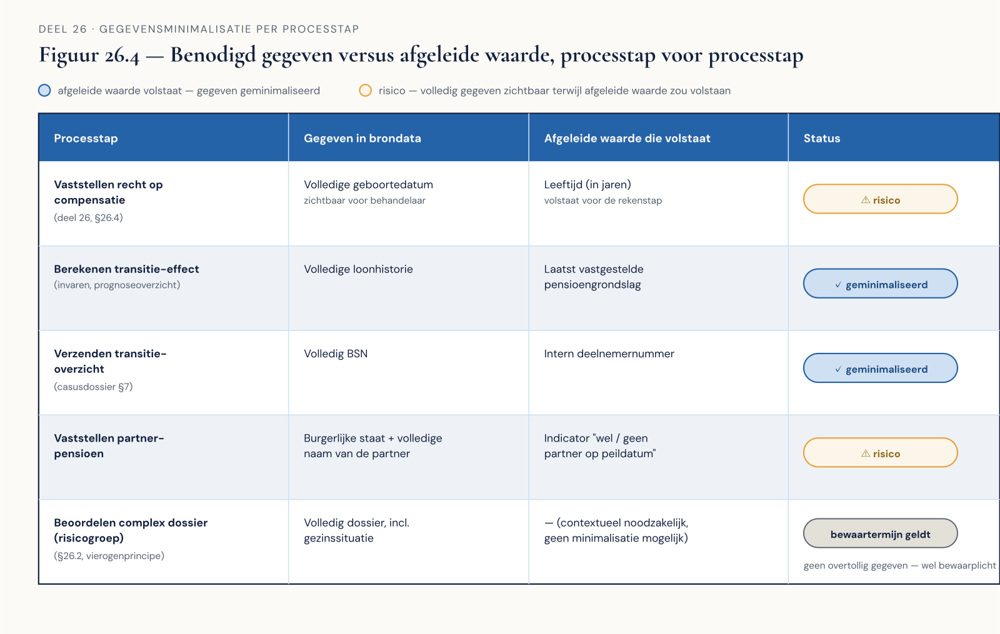 DEEL 26 · GEGEVENSMINIMALISATIE PER PROCESSTAP
Figuur 26.4 — Benodigd gegeven versus afgeleide waarde, processtap voor processtap
afgeleide waarde volstaat — gegeven geminimaliseerd
risico — volledig gegeven zichtbaar terwijl afgeleide waarde zou volstaan
Processtap
Gegeven in brondata
Afgeleide waarde die volstaat
Status
Vaststellen recht op
compensatie
(deel 26, §26.4)
Volledige geboortedatum
zichtbaar voor behandelaar
Leeftijd (in jaren)
volstaat voor de rekenstap
⚠ risico
Berekenen transitie-effect
(invaren, prognoseoverzicht)
Volledige loonhistorie
Laatst vastgestelde
pensioengrondslag
✓ geminimaliseerd
Verzenden transitie-
overzicht
(casusdossier §7)
Volledig BSN
Intern deelnemernummer
✓ geminimaliseerd
Vaststellen partner-
pensioen
Burgerlijke staat + volledige
naam van de partner
Indicator "wel / geen
partner op peildatum"
⚠ risico
Beoordelen complex dossier
(risicogroep)
(§26.2, vierogenprincipe)
Volledig dossier, incl.
gezinssituatie
— (contextueel noodzakelijk,
geen minimalisatie mogelijk)
bewaartermijn geldt
geen overtollig gegeven — wel bewaarplicht